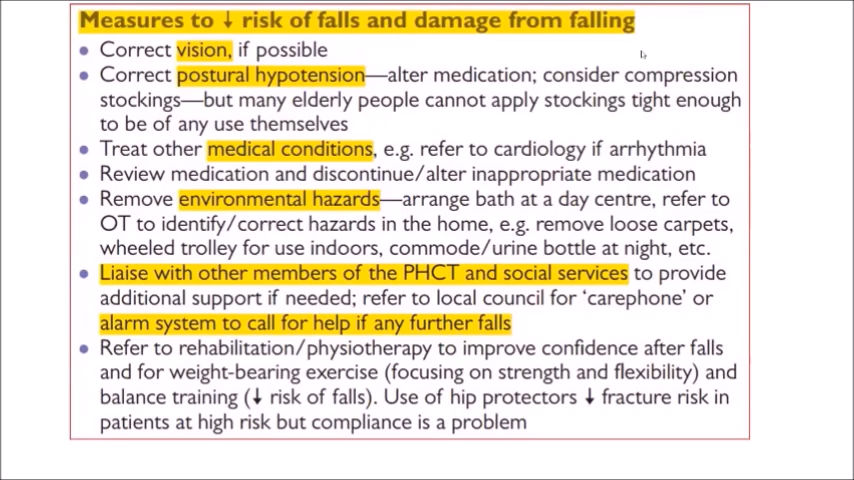 Measures to ↓ risk of falls and damage from falling
• Correct vision, if possible
• Correct postural hypotension—alter medication; consider compression
stockings—but many elderly people cannot apply stockings tight enough
to be of any use themselves
• Treat other medical conditions, e.g. refer to cardiology if arrhythmia
• Review medication and discontinue/alter inappropriate medication
• Remove environmental hazards—arrange bath at a day centre, refer to
OT to identify/correct hazards in the home, e.g. remove loose carpets,
wheeled trolley for use indoors, commode/urine bottle at night, etc.
• Liaise with other members of the PHCT and social services to provide
additional support if needed; refer to local council for ‘carephone’ or
alarm system to call for help if any further falls
• Refer to rehabilitation/physiotherapy to improve confidence after falls
and for weight-bearing exercise (focusing on strength and flexibility) and
balance training (↓ risk of falls). Use of hip protectors ↓ fracture risk in
patients at high risk but compliance is a problem